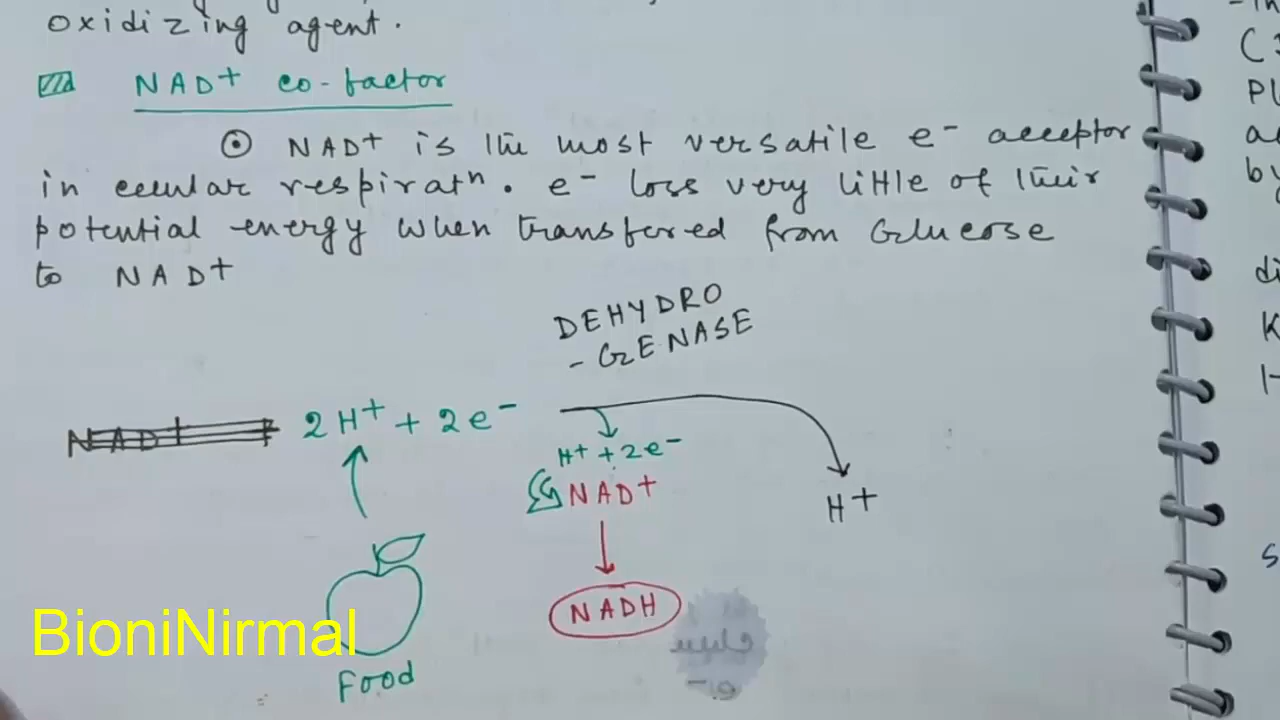 oxidizing agent.
NAD+ co-factor
NAD+ is the most versatile e- acceptor
in cellular respiratn. e- loss very little of their
potential energy when transferred from Glucose
to NAD+
DEHYDRO
-GENASE
NAD+
2H+ + 2e-
H+ + 2e-
NAD+
H+
NADH
BioniNirmal
Food